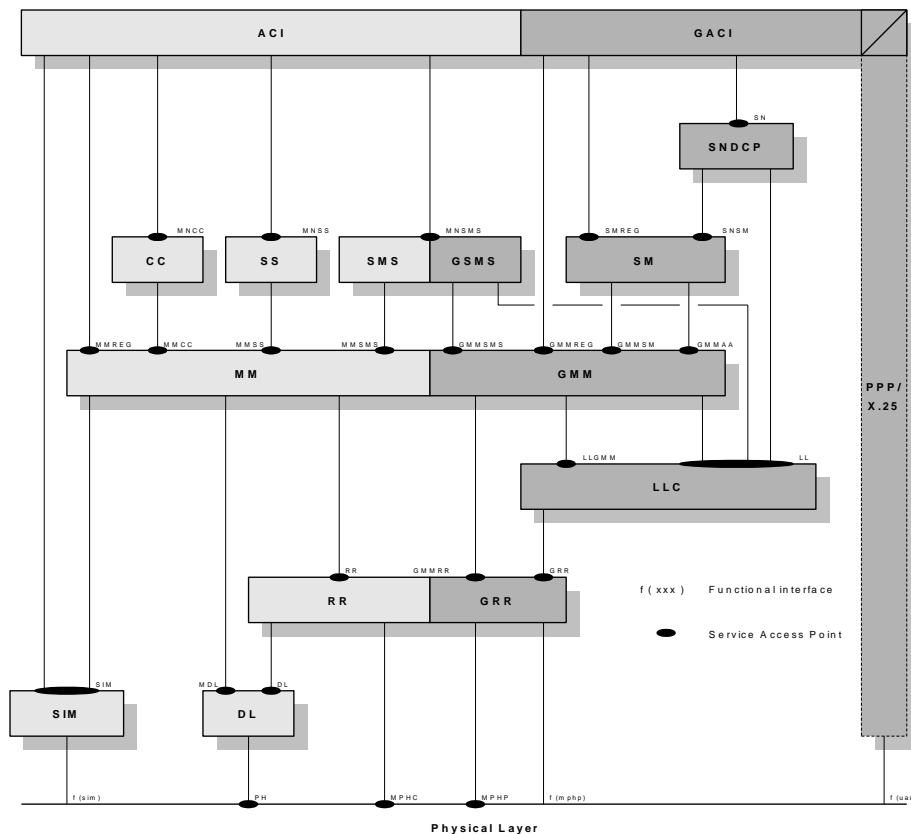 ACI GACI
SN
SNDCP
MNCC MNSS MNSMS SMREG SNSM
CC SS SMS GSMS SM
MMREG MMCC MMSS MMSMS GMMSMS GMMREG GMMSM GMMAA
MM GMM
PPP/
X.25
LLGMM LL
LLC
RR GMMRR GRR
RR GRR
f(xxx) Functional interface
Service Access Point
SIM MDL DL
SIM DL
f(sim) PH MPHC MPHP f(mphp)
Physical Layer